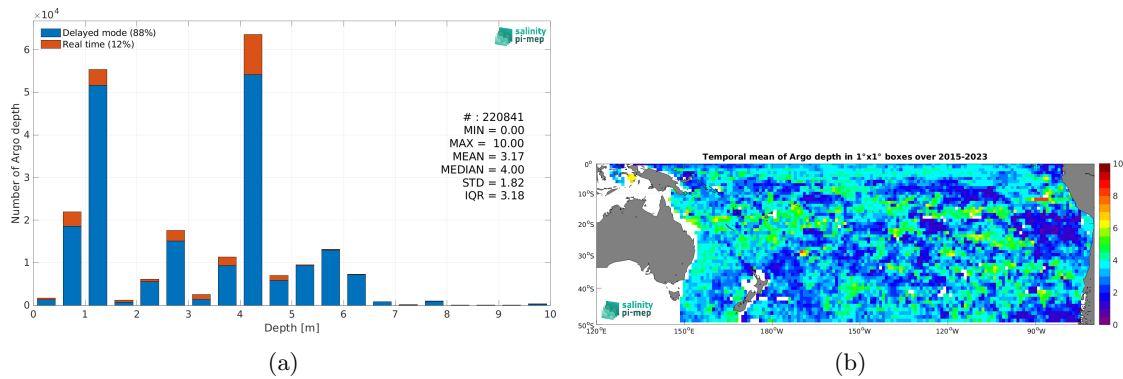 ×10⁴
Delayed mode (88%)
Real time (12%)
salinity
pi-mep
6
5
4
3
2
1
0
Number of Argo depth
# : 220841
MIN = 0.00
MAX = 10.00
MEAN = 3.17
MEDIAN = 4.00
STD = 1.82
IQR = 3.18
0 1 2 3 4 5 6 7 8 9 10
Depth [m]
(a)
Temporal mean of Argo depth in 1°x1° boxes over 2015-2023
0°
10°S
20°S
30°S
40°S
50°S
120°E 150°E 180°W 150°W 120°W 90°W
10
8
6
4
2
0
salinity
pi-mep
(b)